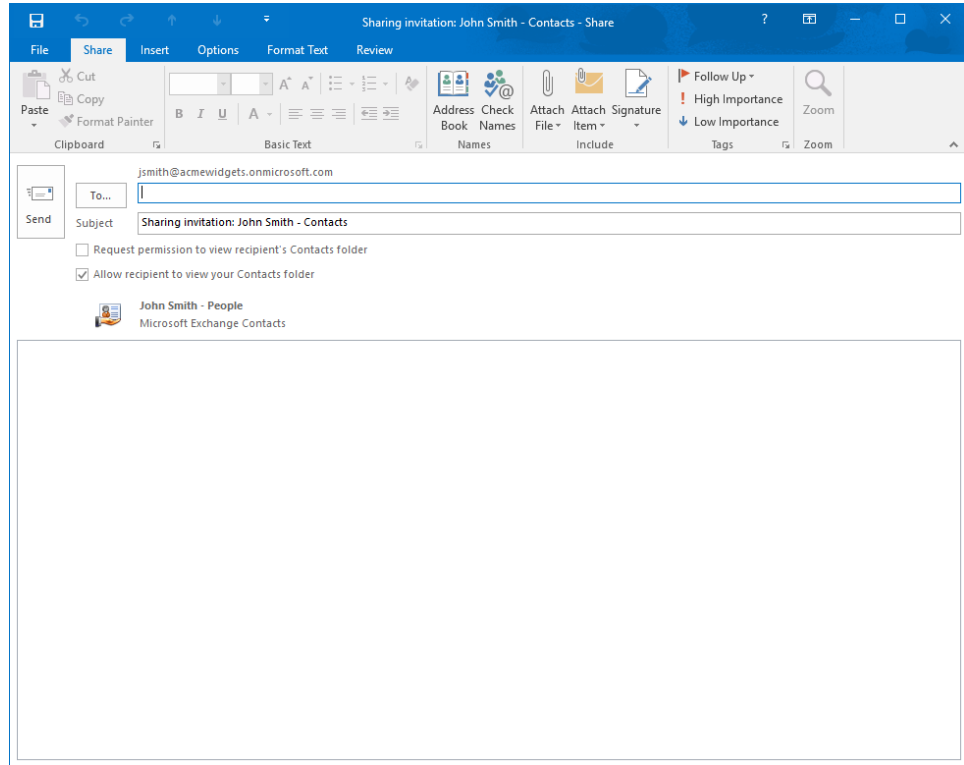 Sharing invitation: John Smith - Contacts - Share
?
File Share Insert Options Format Text Review
Paste
Cut
Copy
Format Painter
Clipboard
A A
B I U A
Basic Text
Address Book
Check Names
Names
Attach File
Attach Item
Signature
Include
Follow Up
! High Importance
Low Importance
Tags
Zoom
Zoom
jsmith@acmewidgets.onmicrosoft.com
Send
To...
Subject
Sharing invitation: John Smith - Contacts
Request permission to view recipient's Contacts folder
Allow recipient to view your Contacts folder
John Smith - People
Microsoft Exchange Contacts